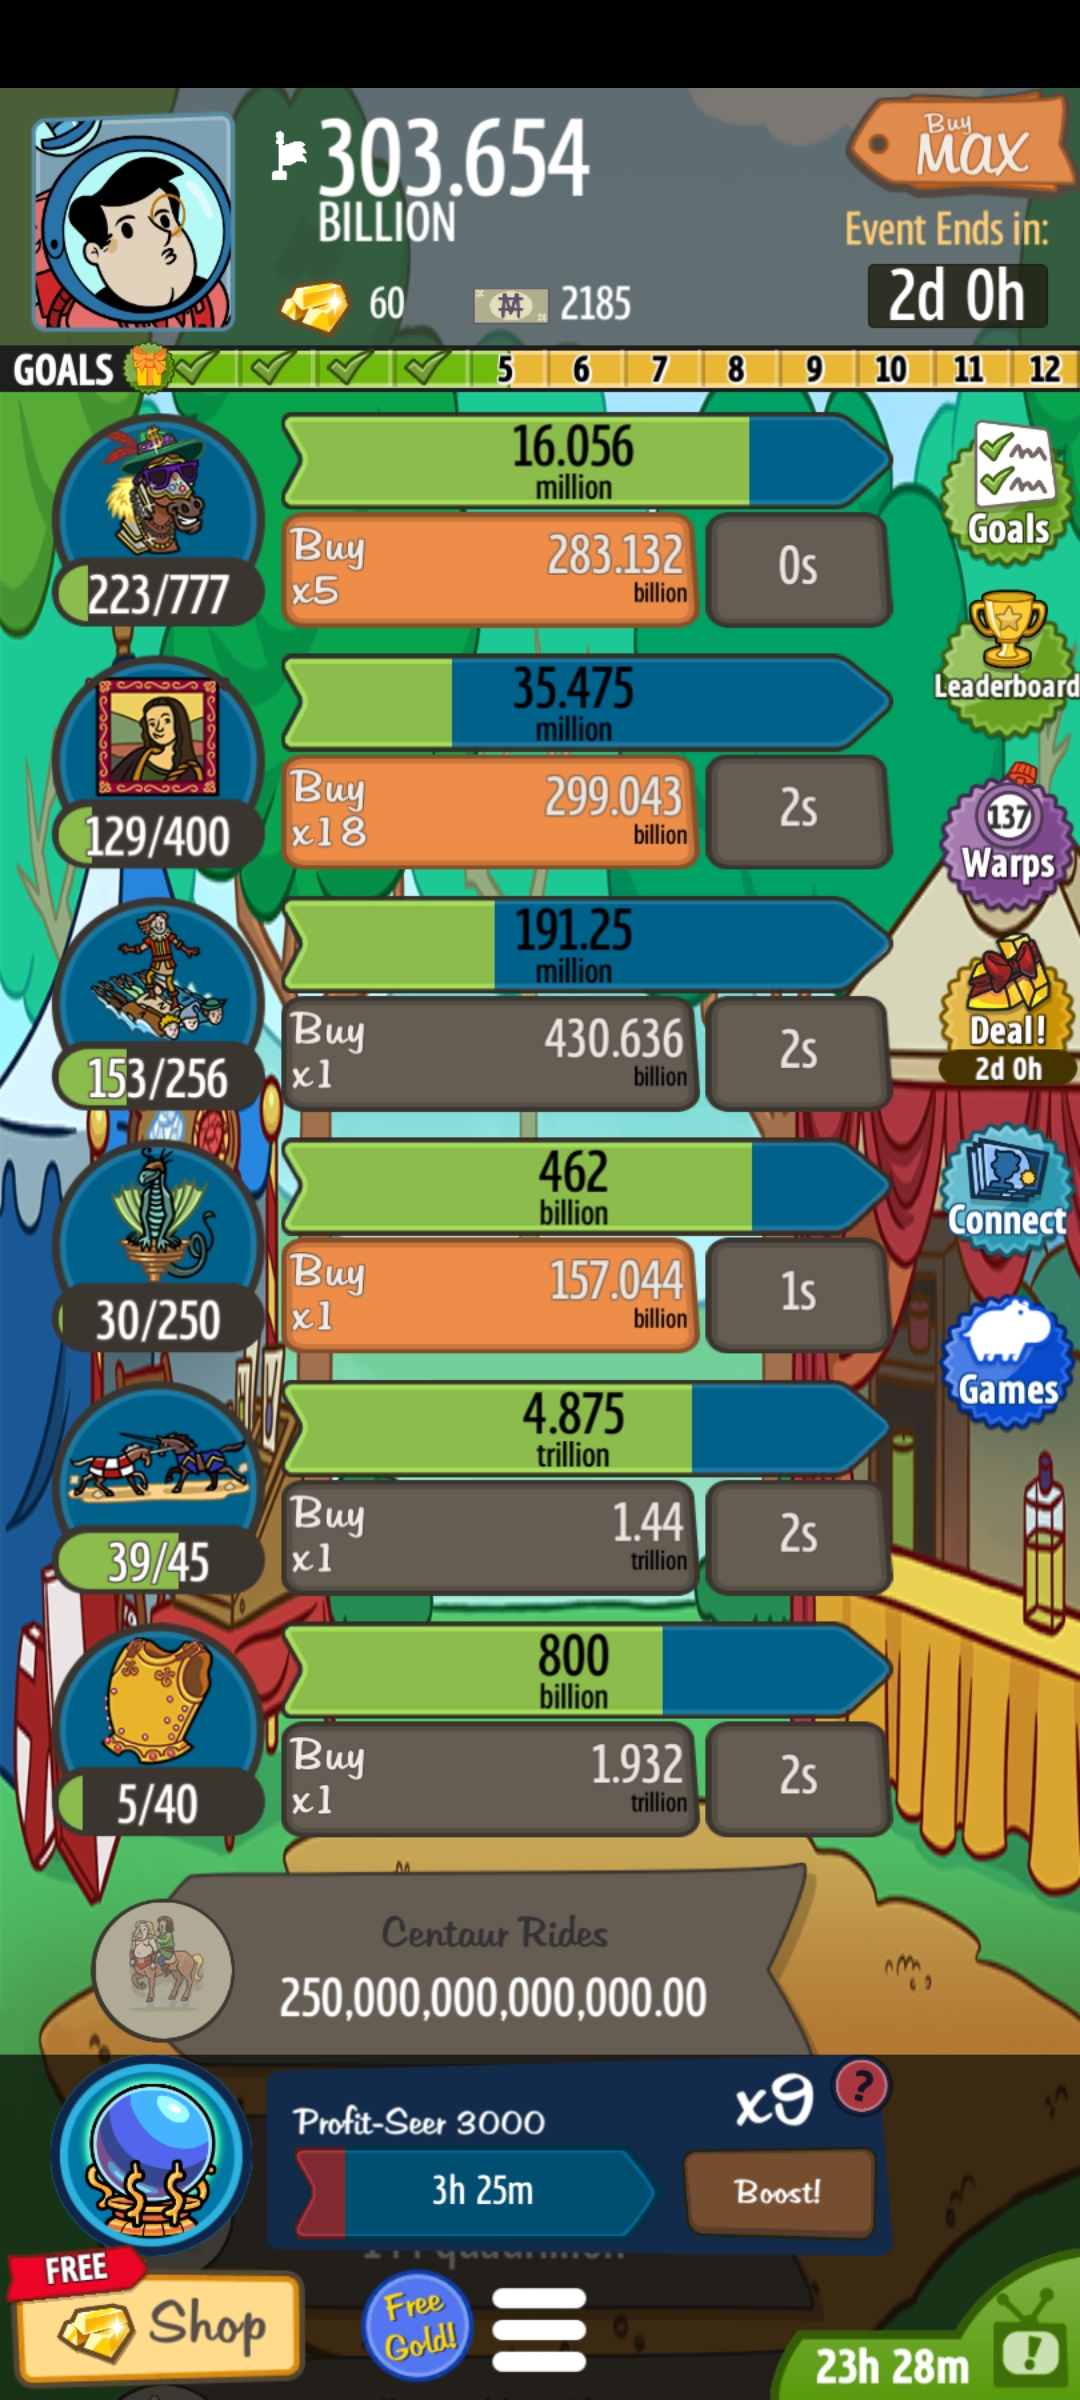 303.654
BILLION
Buy
MAX
Event Ends in:
2d 0h
60
2185
GOALS 5 6 7 8 9 10 11 12
16.056
million
Buy
x5
283.132
billion
0s
223/777
Goals
35.475
million
Leaderboard
Buy
x18
299.043
billion
2s
129/400
137
Warps
191.25
million
Buy
x1
430.636
billion
2s
153/256
Deal!
2d 0h
462
billion
Buy
x1
157.044
billion
1s
30/250
Connect
Games
4.875
trillion
Buy
x1
1.44
trillion
2s
39/45
800
billion
Buy
x1
1.932
trillion
2s
5/40
Centaur Rides
250,000,000,000,000.00
Profit-Seer 3000
x9
?
3h 25m
Boost!
FREE
Shop
Free
Gold!
23h 28m
!